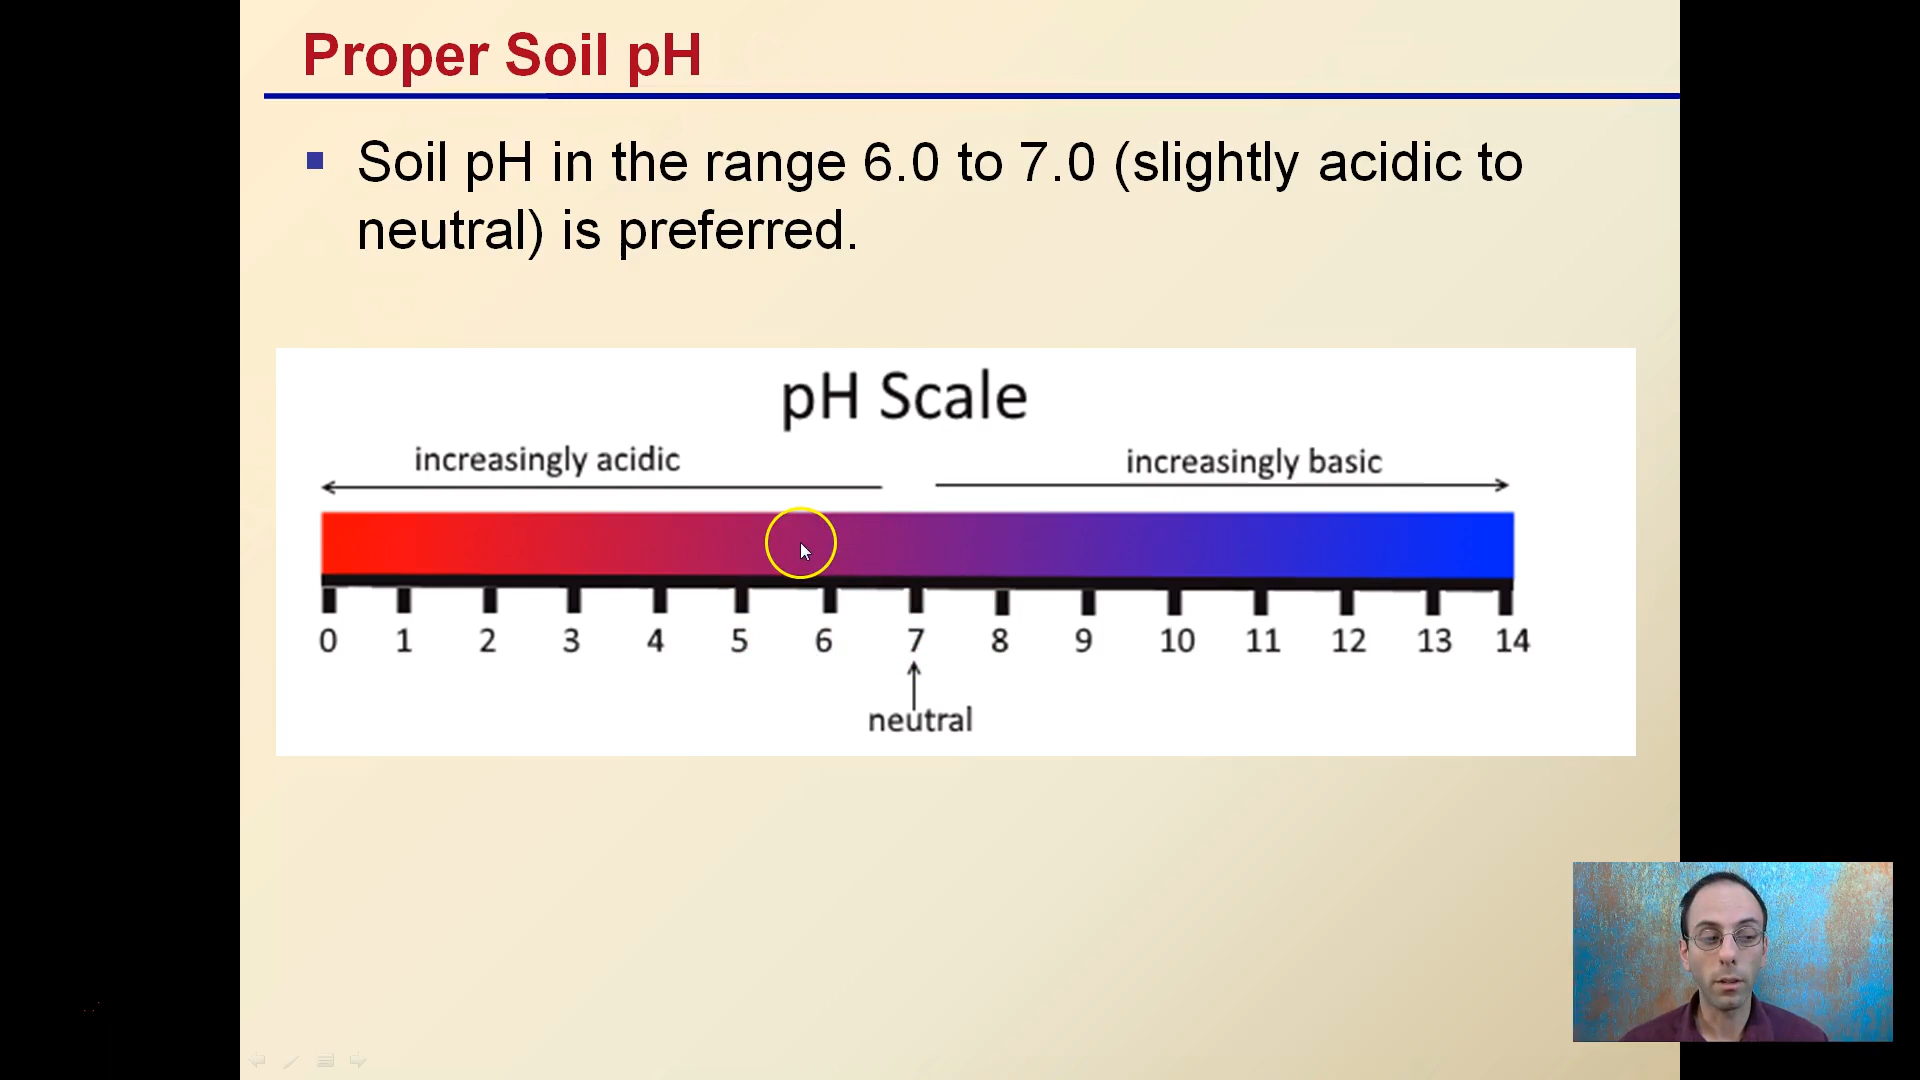 Proper Soil pH
Soil pH in the range 6.0 to 7.0 (slightly acidic to
neutral) is preferred.
pH Scale
increasingly acidic
increasingly basic
0 1 2 3 4 5 6 7 8 9 10 11 12 13 14
neutral